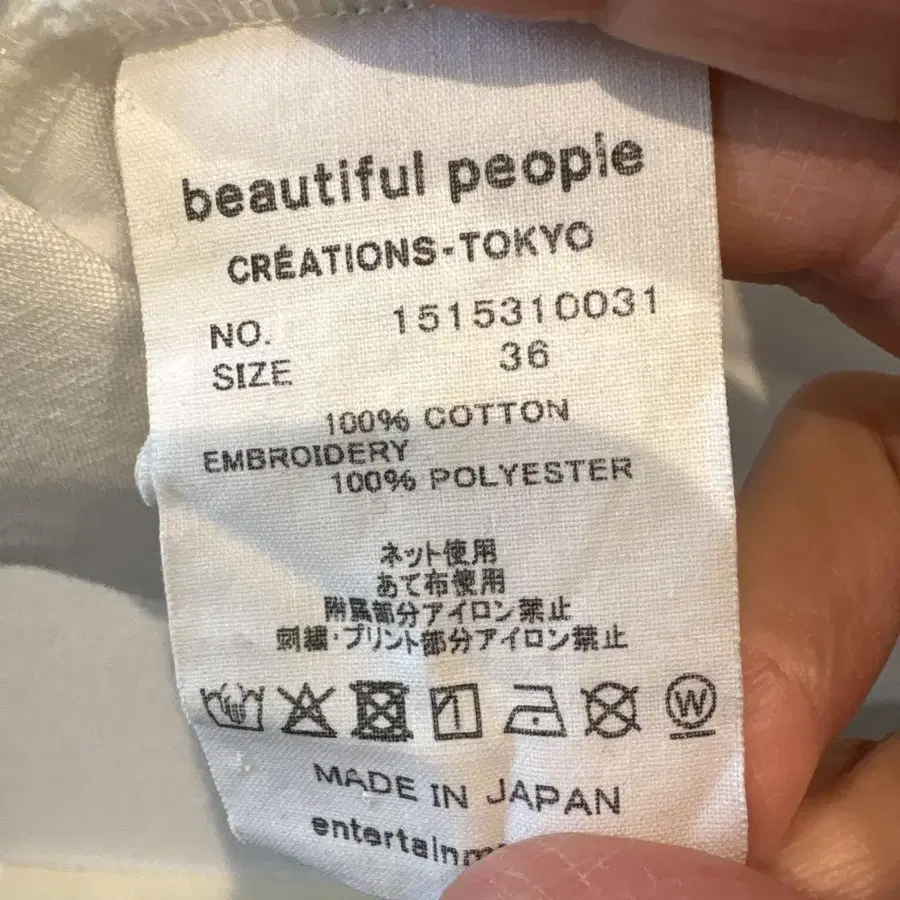 beautiful people
CRÉATIONS-TOKYO
NO. 1515310031
SIZE 36
100% COTTON
EMBROIDERY
100% POLYESTER
ネット使用
あて布使用
附属部分アイロン禁止
刺繍・プリント部分アイロン禁止
W
MADE IN JAPAN